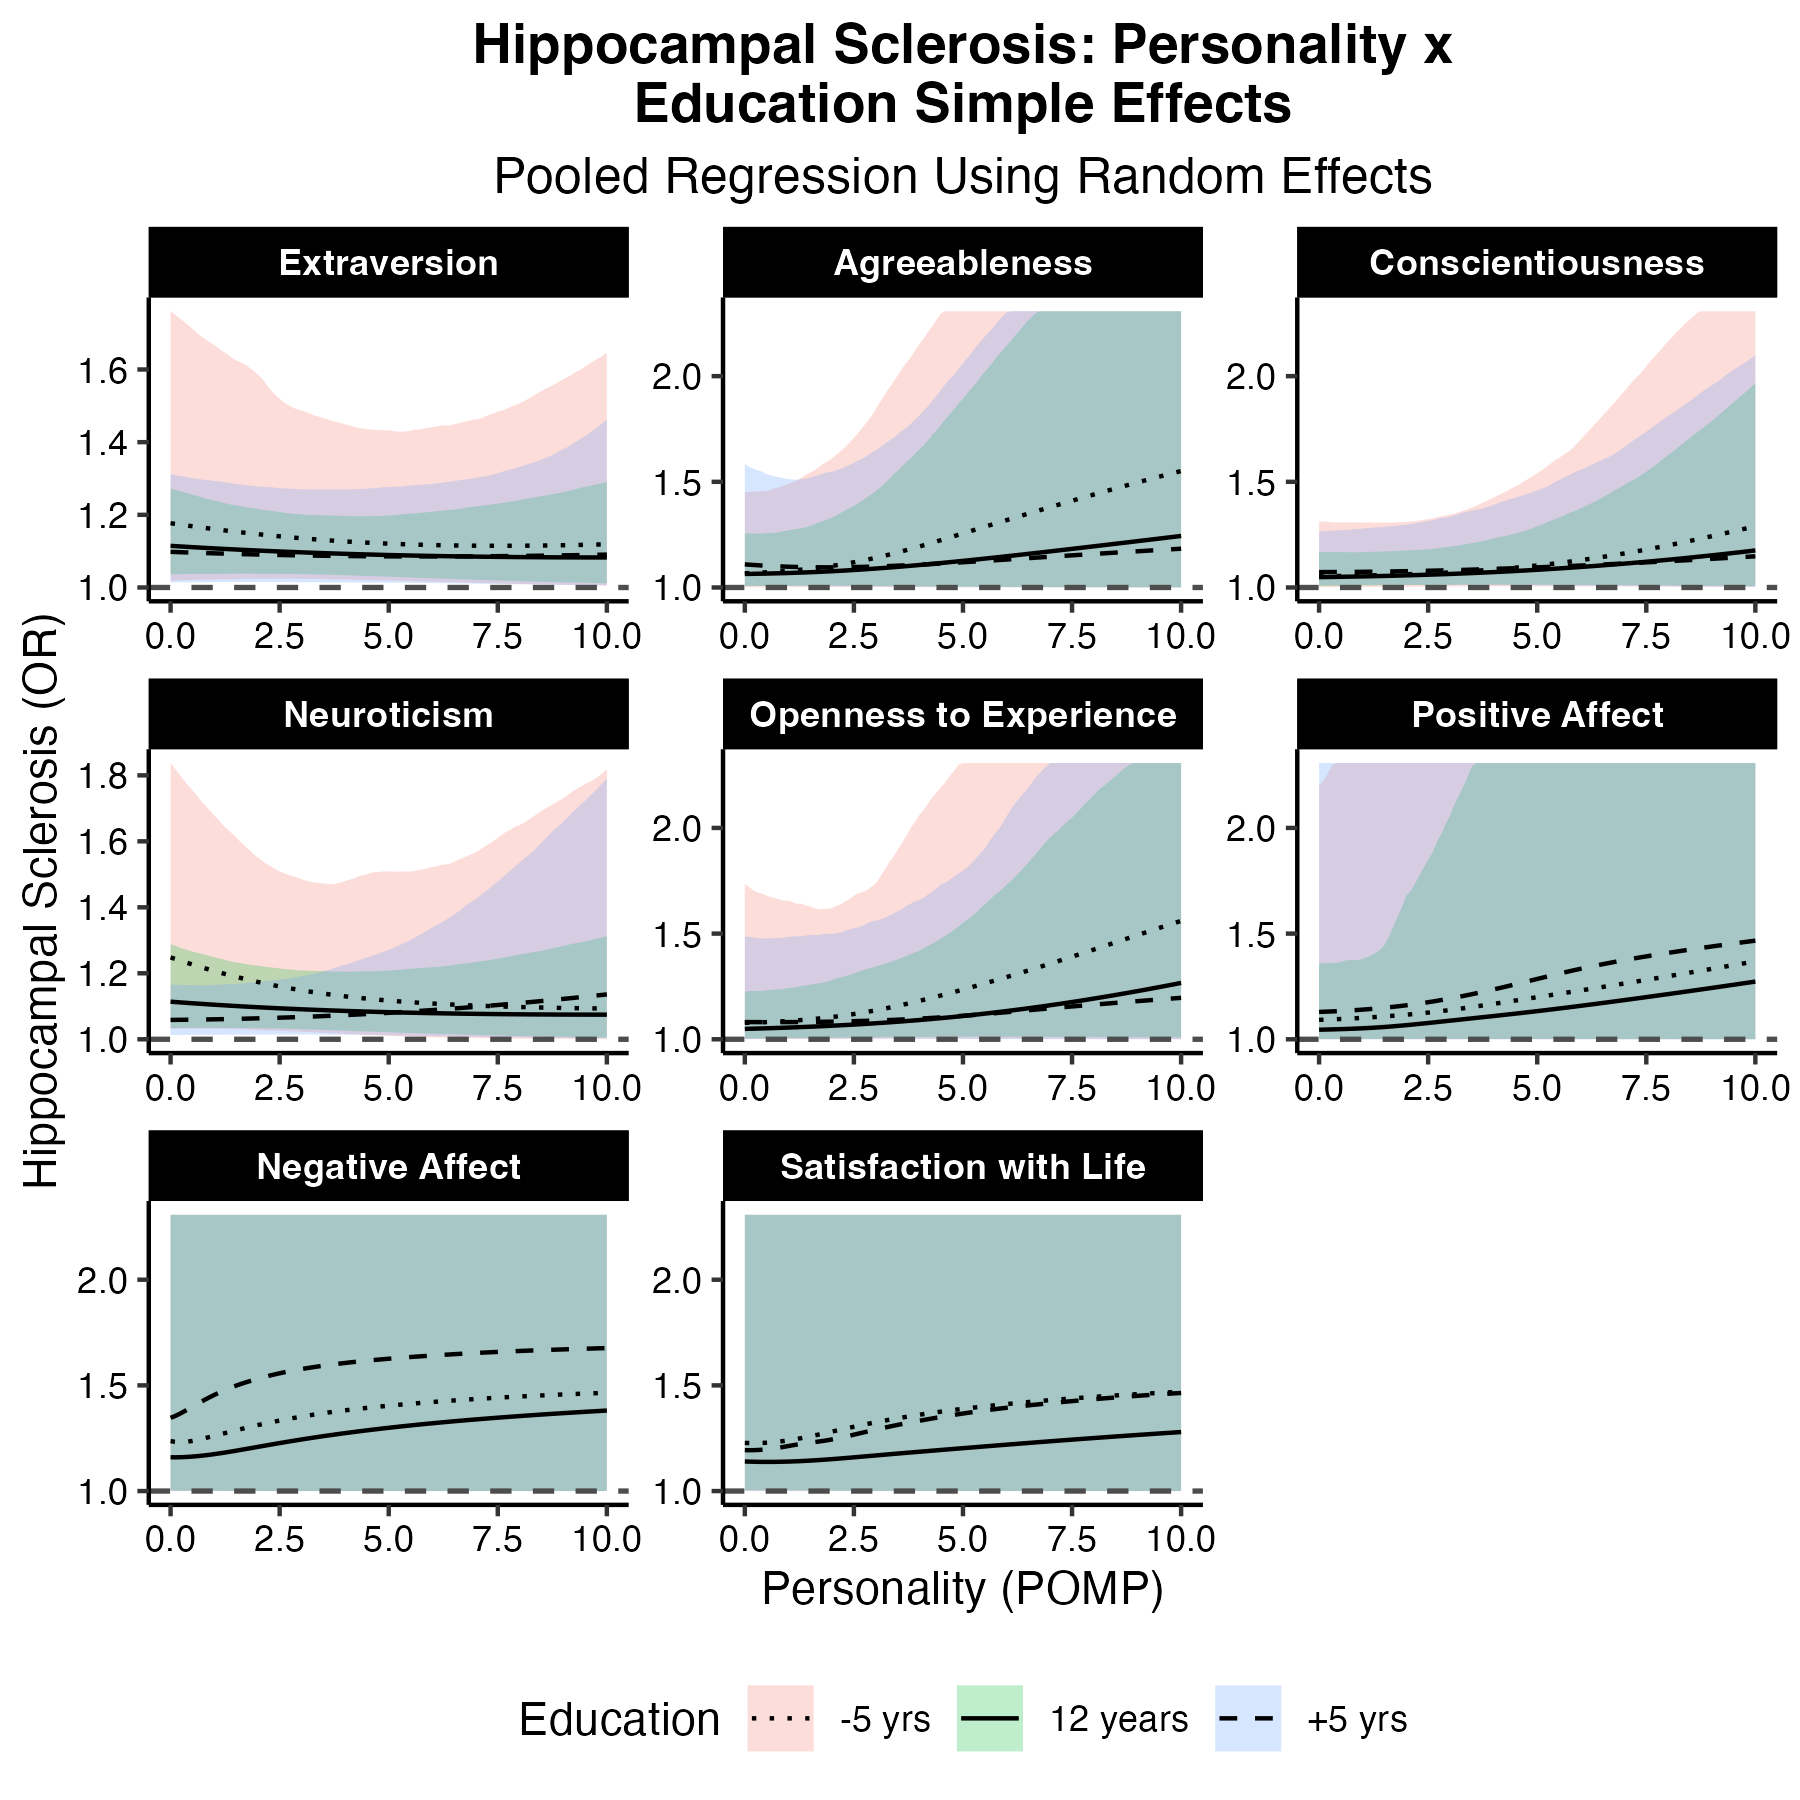 Hippocampal Sclerosis: Personality x
Education Simple Effects
Pooled Regression Using Random Effects
Extraversion
Agreeableness
Conscientiousness
1.6
1.4
1.2
1.0
2.0
1.5
1.0
2.0
1.5
1.0
0.0 2.5 5.0 7.5 10.0
0.0 2.5 5.0 7.5 10.0
0.0 2.5 5.0 7.5 10.0
Hippocampal Sclerosis (OR)
Neuroticism
Openness to Experience
Positive Affect
1.8
1.6
1.4
1.2
1.0
2.0
1.5
1.0
2.0
1.5
1.0
0.0 2.5 5.0 7.5 10.0
0.0 2.5 5.0 7.5 10.0
0.0 2.5 5.0 7.5 10.0
Negative Affect
Satisfaction with Life
2.0
1.5
1.0
2.0
1.5
1.0
0.0 2.5 5.0 7.5 10.0
0.0 2.5 5.0 7.5 10.0
Personality (POMP)
Education -5 yrs 12 years +5 yrs